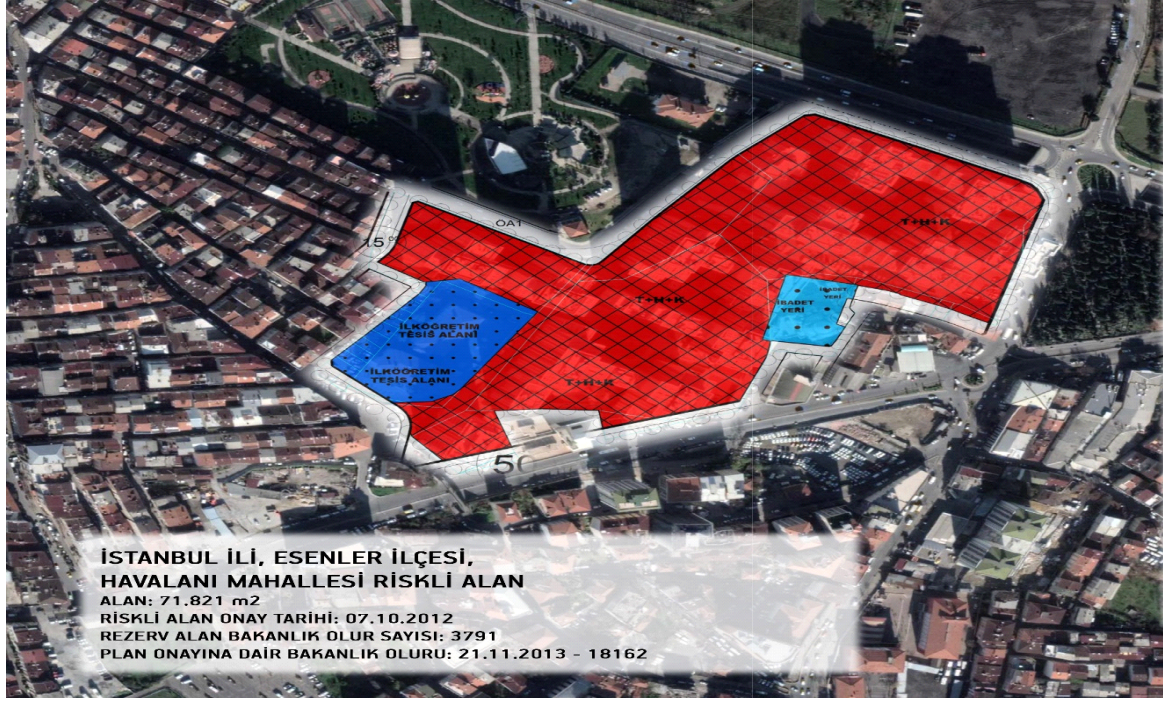 OA1
15
T+H+K
T+H+K
İBADET
YERİ
İBADET
YERİ
İLKÖĞRETİM
TESİS ALANI
İLKÖĞRETİM
TESİS ALANI
T+H+K
50
İSTANBUL İLİ, ESENLER İLÇESİ,
HAVALANI MAHALLESİ RİSKLİ ALAN
ALAN: 71.821 m2
RİSKLİ ALAN ONAY TARİHİ: 07.10.2012
REZERV ALAN BAKANLIK OLUR SAYISI: 3791
PLAN ONAYINA DAİR BAKANLIK OLURU: 21.11.2013 - 18162